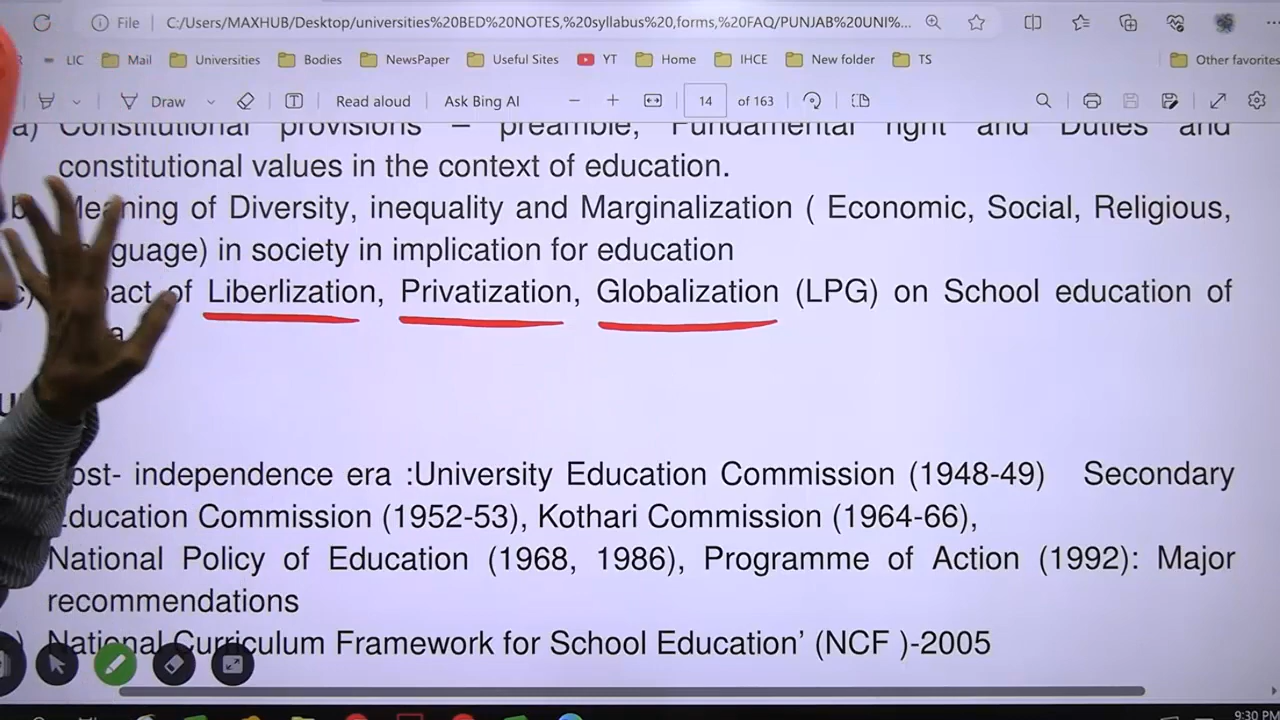 File C:/Users/MAXHUB/Desktop/universities%20BED%20NOTES,%20syllabus%20,forms,%20FAQ/PUNJAB%20UNI%...
LIC Mail Universities Bodies NewsPaper Useful Sites YT Home IHCE New folder TS Other favorites
Draw Read aloud Ask Bing AI 14 of 163
a) Constitutional provisions – preamble, Fundamental right and Duties and
constitutional values in the context of education.
Meaning of Diversity, inequality and Marginalization ( Economic, Social, Religious,
in society in implication for education
of Liberlization, Privatization, Globalization (LPG) on School education of
independence era :University Education Commission (1948-49) Secondary
Education Commission (1952-53), Kothari Commission (1964-66),
National Policy of Education (1968, 1986), Programme of Action (1992): Major
recommendations
National Curriculum Framework for School Education’ (NCF )-2005
9:30 PM